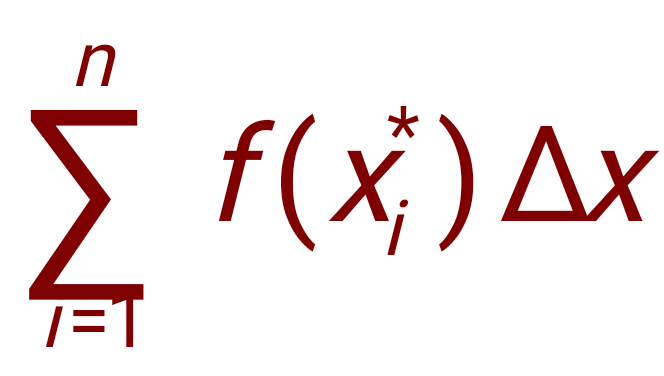 n
∑ f(x*i)Δx
i=1